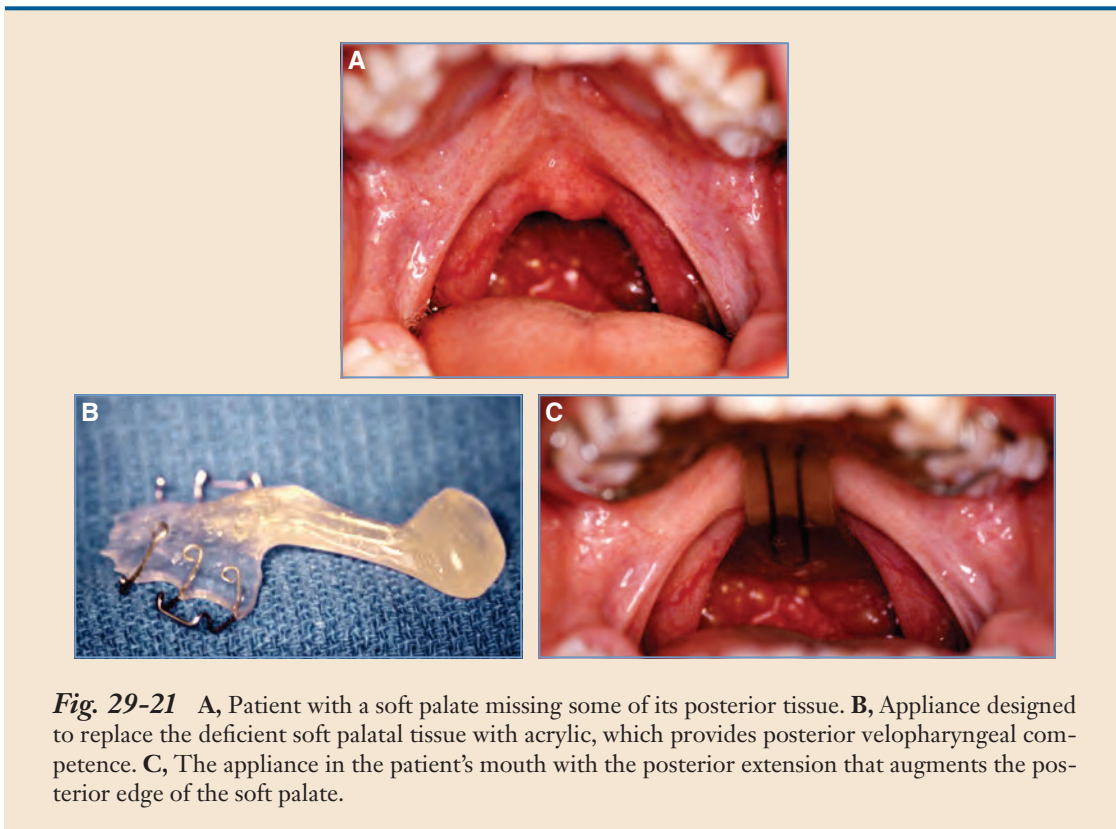 A
B
C
Fig. 29-21 A, Patient with a soft palate missing some of its posterior tissue. B, Appliance designed
to replace the deficient soft palatal tissue with acrylic, which provides posterior velopharyngeal com-
petence. C, The appliance in the patient's mouth with the posterior extension that augments the pos-
terior edge of the soft palate.